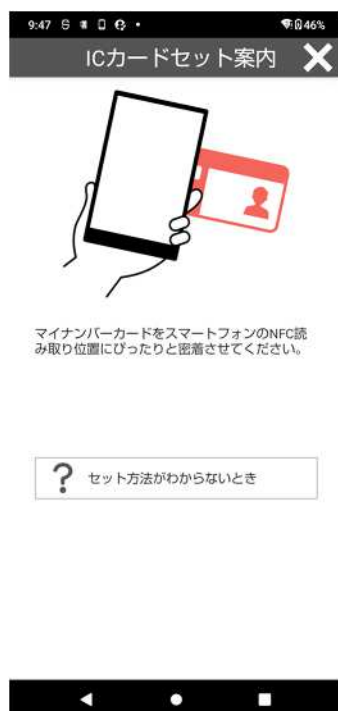 9:47
46%
ICカードセット案内
マイナンバーカードをスマートフォンのNFC読
み取り位置にぴったりと密着させてください。
?
セット方法がわからないとき